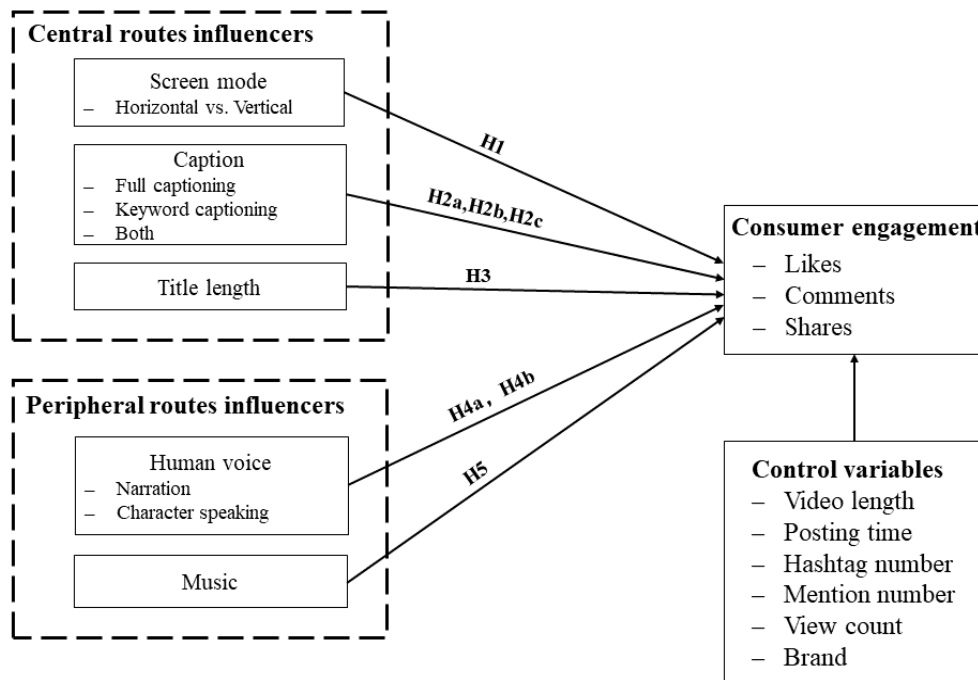 Central routes influencers
Screen mode
– Horizontal vs. Vertical
Caption
– Full captioning
– Keyword captioning
– Both
Title length
H1
H2a,H2b,H2c
H3
Peripheral routes influencers
Human voice
– Narration
– Character speaking
Music
H4a，H4b
H5
Consumer engagement
– Likes
– Comments
– Shares
Control variables
– Video length
– Posting time
– Hashtag number
– Mention number
– View count
– Brand